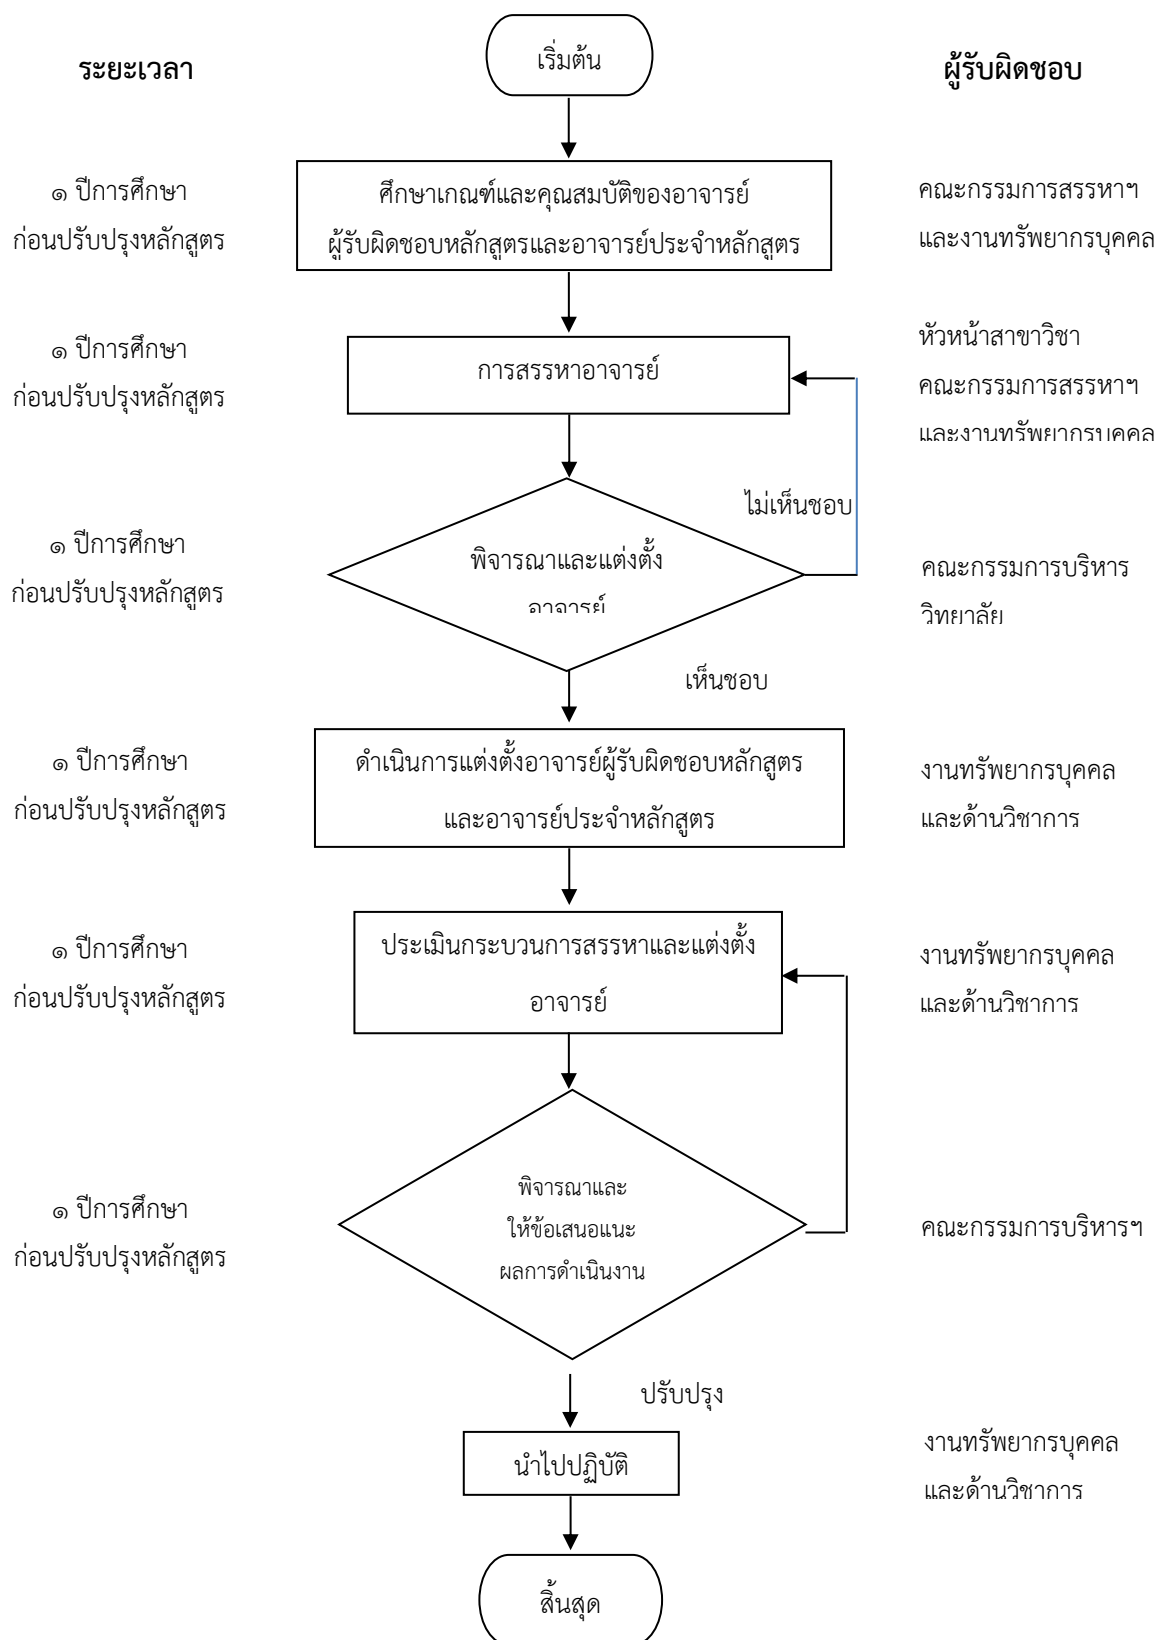 เริ่มต้น
ระยะเวลา
ผู้รับผิดชอบ
๑ ปีการศึกษา
ก่อนปรับปรุงหลักสูตร
ศึกษาเกณฑ์และคุณสมบัติของอาจารย์
ผู้รับผิดชอบหลักสูตรและอาจารย์ประจำหลักสูตร
คณะกรรมการสรรหาฯ
และงานทรัพยากรบุคคล
๑ ปีการศึกษา
ก่อนปรับปรุงหลักสูตร
การสรรหาอาจารย์
หัวหน้าสาขาวิชา
คณะกรรมการสรรหาฯ
และงานทรัพยากรบุคคล
ไม่เห็นชอบ
๑ ปีการศึกษา
ก่อนปรับปรุงหลักสูตร
พิจารณาและแต่งตั้ง
อาจารย์
คณะกรรมการบริหาร
วิทยาลัย
เห็นชอบ
๑ ปีการศึกษา
ก่อนปรับปรุงหลักสูตร
ดำเนินการแต่งตั้งอาจารย์ผู้รับผิดชอบหลักสูตร
และอาจารย์ประจำหลักสูตร
งานทรัพยากรบุคคล
และด้านวิชาการ
๑ ปีการศึกษา
ก่อนปรับปรุงหลักสูตร
ประเมินกระบวนการสรรหาและแต่งตั้ง
อาจารย์
งานทรัพยากรบุคคล
และด้านวิชาการ
๑ ปีการศึกษา
ก่อนปรับปรุงหลักสูตร
พิจารณาและ
ให้ข้อเสนอแนะ
ผลการดำเนินงาน
คณะกรรมการบริหารฯ
ปรับปรุง
นำไปปฏิบัติ
งานทรัพยากรบุคคล
และด้านวิชาการ
สิ้นสุด